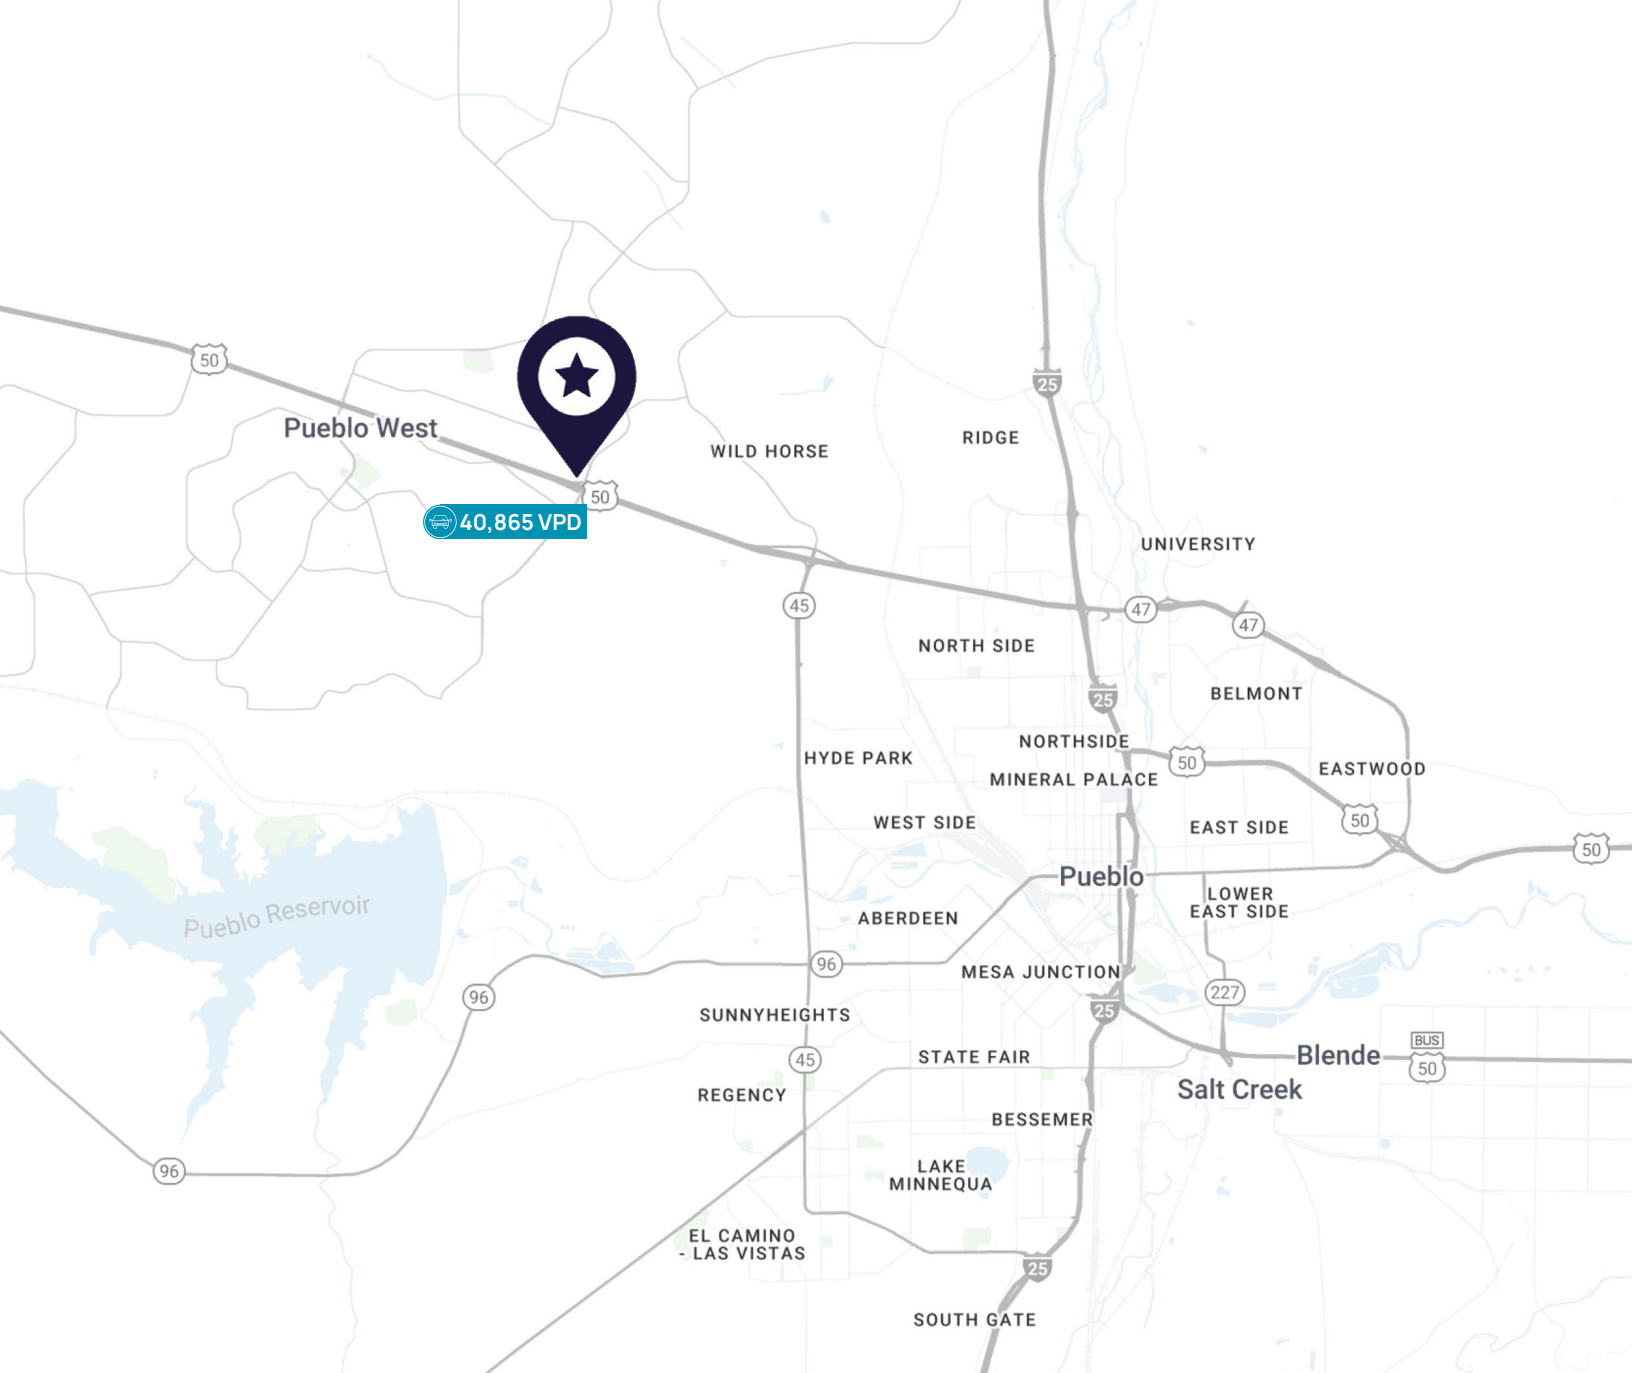 25
50
Pueblo West
RIDGE
WILD HORSE
50
40,865 VPD
UNIVERSITY
45
47
47
NORTH SIDE
BELMONT
25
NORTHSIDE
HYDE PARK
50
EASTWOOD
MINERAL PALACE
WEST SIDE
EAST SIDE
50
50
Pueblo
LOWER
EAST SIDE
Pueblo Reservoir
ABERDEEN
96
MESA JUNCTION
96
227
SUNNYHEIGHTS
25
45
STATE FAIR
BUS
50
Blende
Salt Creek
REGENCY
BESSEMER
96
LAKE
MINNEQUA
EL CAMINO
- LAS VISTAS
25
SOUTH GATE